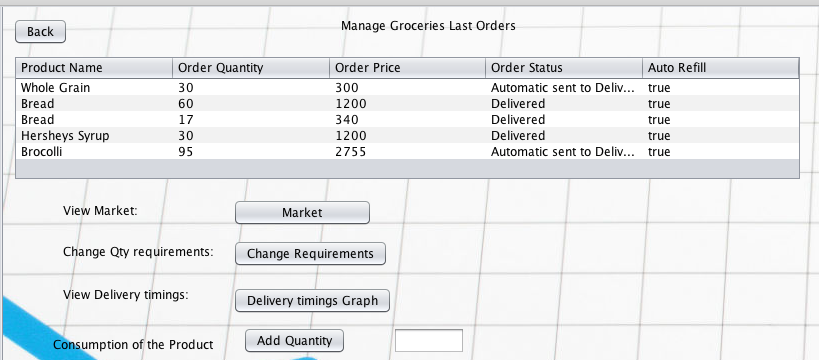 Back
Manage Groceries Last Orders
Product Name Order Quantity Order Price Order Status Auto Refill
Whole Grain 30 300 Automatic sent to Deliv... true
Bread 60 1200 Delivered true
Bread 17 340 Delivered true
Hersheys Syrup 30 1200 Delivered true
Brocolli 95 2755 Automatic sent to Deliv... true
View Market: Market
Change Qty requirements: Change Requirements
View Delivery timings: Delivery timings Graph
Consumption of the Product Add Quantity